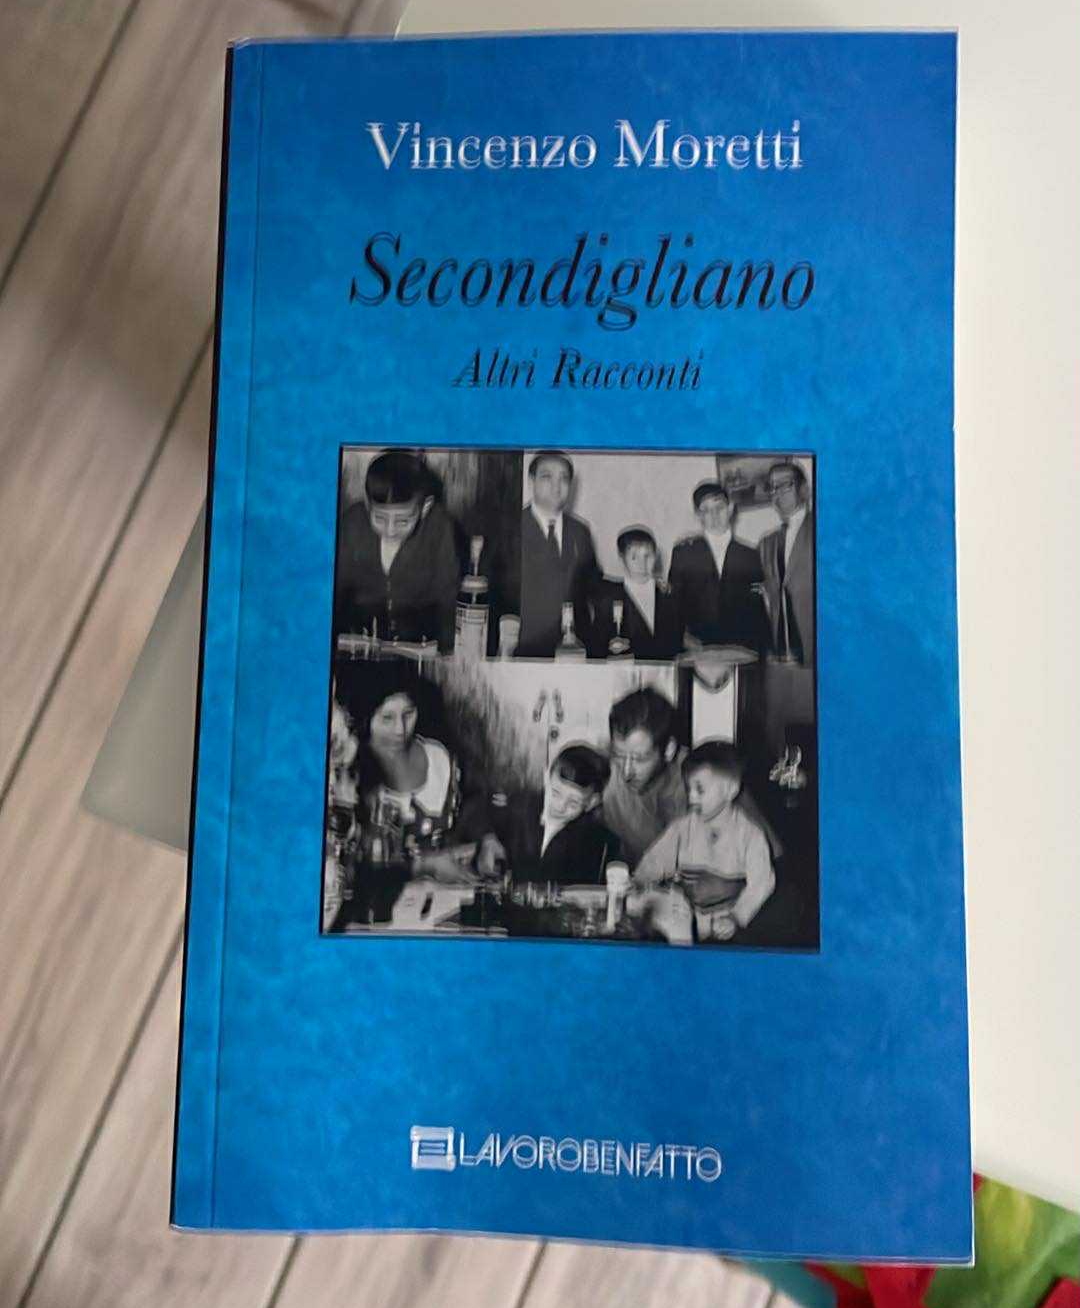 Vincenzo Moretti
Secondigliano
Altri Racconti
LAVOROBENFATTO